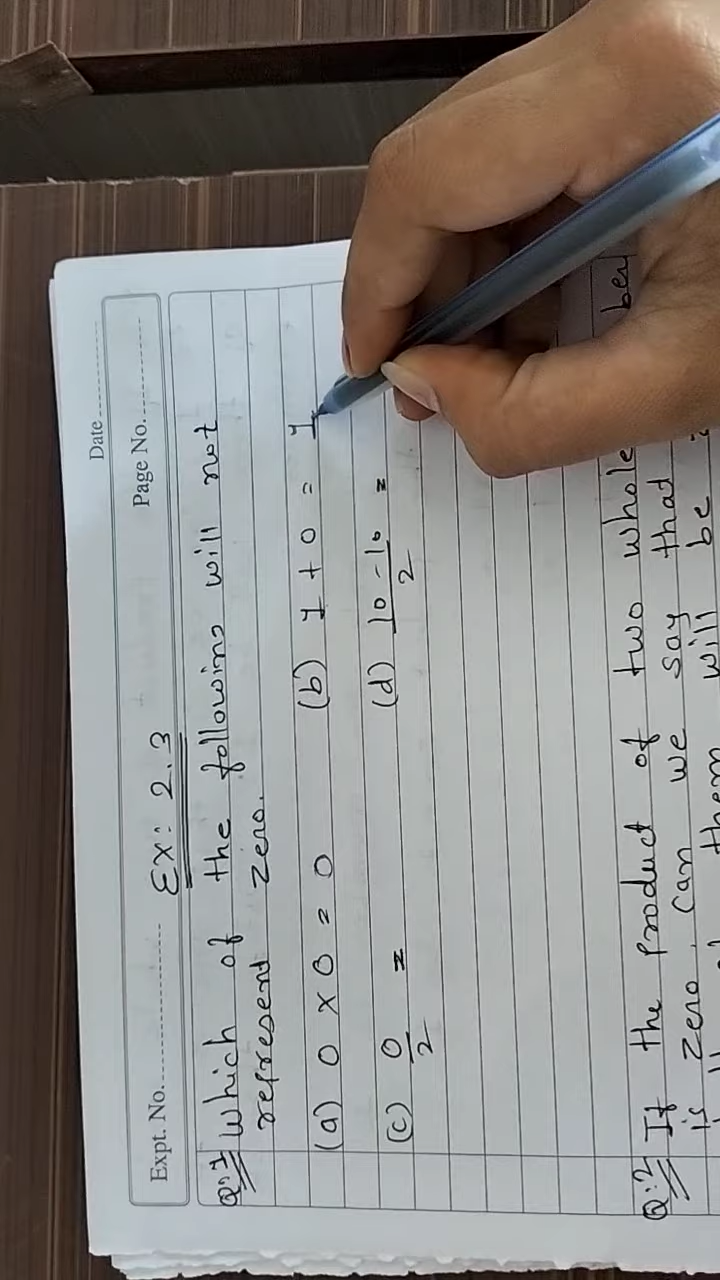 Date
Expt. No. Ex: 2.3 Page No.
Q:1 Which of the following will not
represent zero.
(a) 0 × 0 = 0 (b) 1 + 0 = 1
(c) 0/2 = (d) 10-10/2 =
Q:2 If the product of two whole
is zero, can we say that
them will be